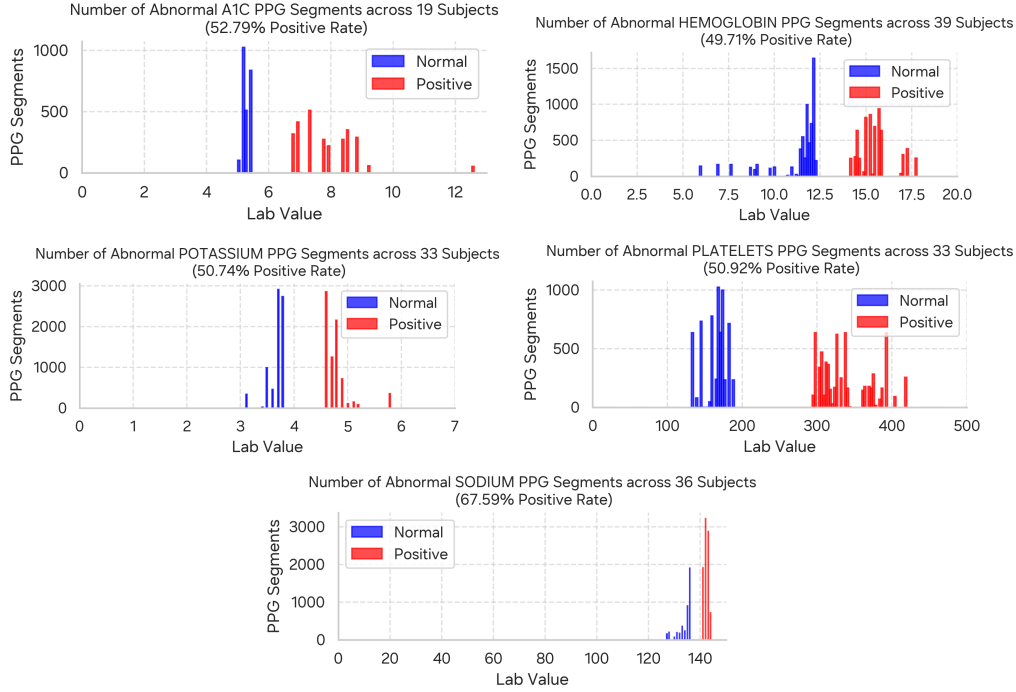 Number of Abnormal A1C PPG Segments across 19 Subjects
(52.79% Positive Rate)
PPG Segments
1000
500
0
Normal
Positive
0 2 4 6 8 10 12
Lab Value
Number of Abnormal HEMOGLOBIN PPG Segments across 39 Subjects
(49.71% Positive Rate)
PPG Segments
1500
1000
500
0
Normal
Positive
0.0 2.5 5.0 7.5 10.0 12.5 15.0 17.5 20.0
Lab Value
Number of Abnormal POTASSIUM PPG Segments across 33 Subjects
(50.74% Positive Rate)
PPG Segments
3000
2000
1000
0
Normal
Positive
0 1 2 3 4 5 6 7
Lab Value
Number of Abnormal PLATELETS PPG Segments across 33 Subjects
(50.92% Positive Rate)
PPG Segments
1000
500
0
Normal
Positive
0 100 200 300 400 500
Lab Value
Number of Abnormal SODIUM PPG Segments across 36 Subjects
(67.59% Positive Rate)
PPG Segments
3000
2000
1000
0
Normal
Positive
0 20 40 60 80 100 120 140
Lab Value